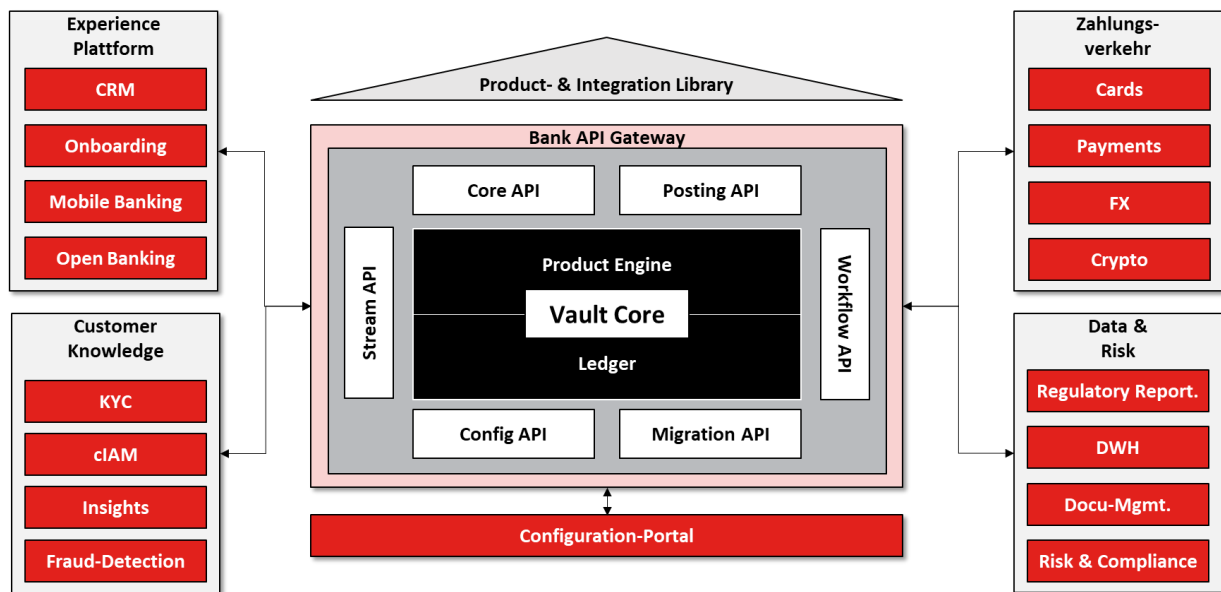 Experience
Plattform
CRM
Onboarding
Mobile Banking
Open Banking
Customer
Knowledge
KYC
cIAM
Insights
Fraud-Detection
Product- & Integration Library
Bank API Gateway
Core API
Posting API
Stream API
Product Engine
Vault Core
Ledger
Workflow API
Config API
Migration API
Configuration-Portal
Zahlungs-
verkehr
Cards
Payments
FX
Crypto
Data &
Risk
Regulatory Report.
DWH
Docu-Mgmt.
Risk & Compliance